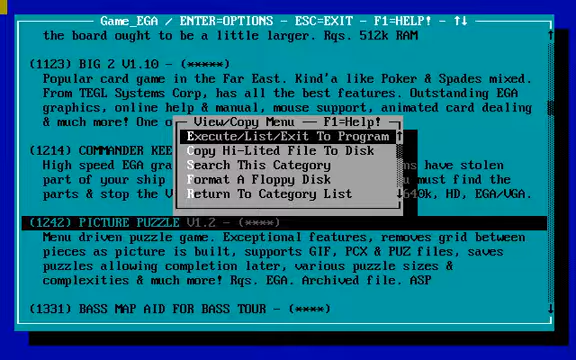 Game_EGA / ENTER=OPTIONS - ESC=EXIT - F1=HELP! - ↑↓
the board ought to be a little larger. Rqs. 512k RAM
(1123) BIG 2 V1.10 - (*****)
Popular card game in the Far East. Kind'a like Poker & Spades mixed.
From TEGL Systems Corp, has all the best features. Outstanding EGA
graphics, online help & manual, mouse support, animated card dealing
& much more! One o
View/Copy Menu — F1=Help!
Execute/List/Exit To Program
Copy Hi-Lited File To Disk
Search This Category
Format A Floppy Disk
Return To Category List
(1214) COMMANDER KEE
High speed EGA gra ns have stolen
part of your ship u must find the
parts & stop the V 640k, HD, EGA/VGA.
(1242) PICTURE PUZZLE V1.2 - (****)
Menu driven puzzle game. Exceptional features, removes grid between
pieces as picture is built, supports GIF, PCX & PUZ files, saves
puzzles allowing completion later, various puzzle sizes &
complexities & much more! Rqs. EGA. Archived file. ASP
(1331) BASS MAP AID FOR BASS TOUR - (****)